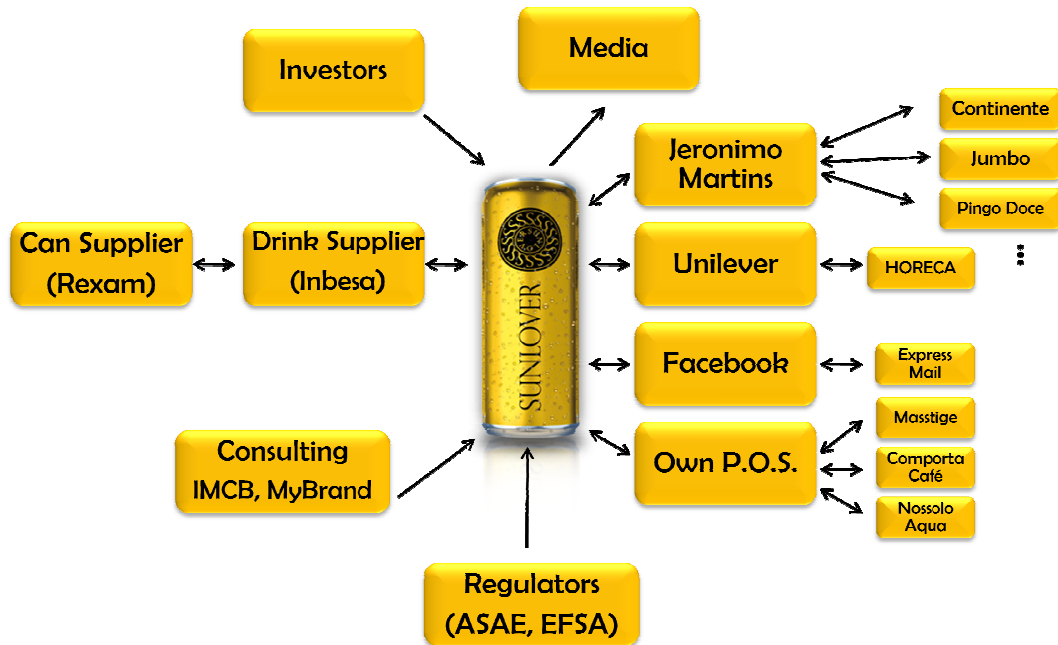 Investors
Media
Jeronimo
Martins
Continente
Jumbo
Pingo Doce
...
Can Supplier
(Rexam)
Drink Supplier
(Inbesa)
SUNLOVER
Unilever
HORECA
Facebook
Express
Mail
Own P.O.S.
Masstige
Comporta
Café
Nossolo
Aqua
Consulting
IMCB, MyBrand
Regulators
(ASAE, EFSA)